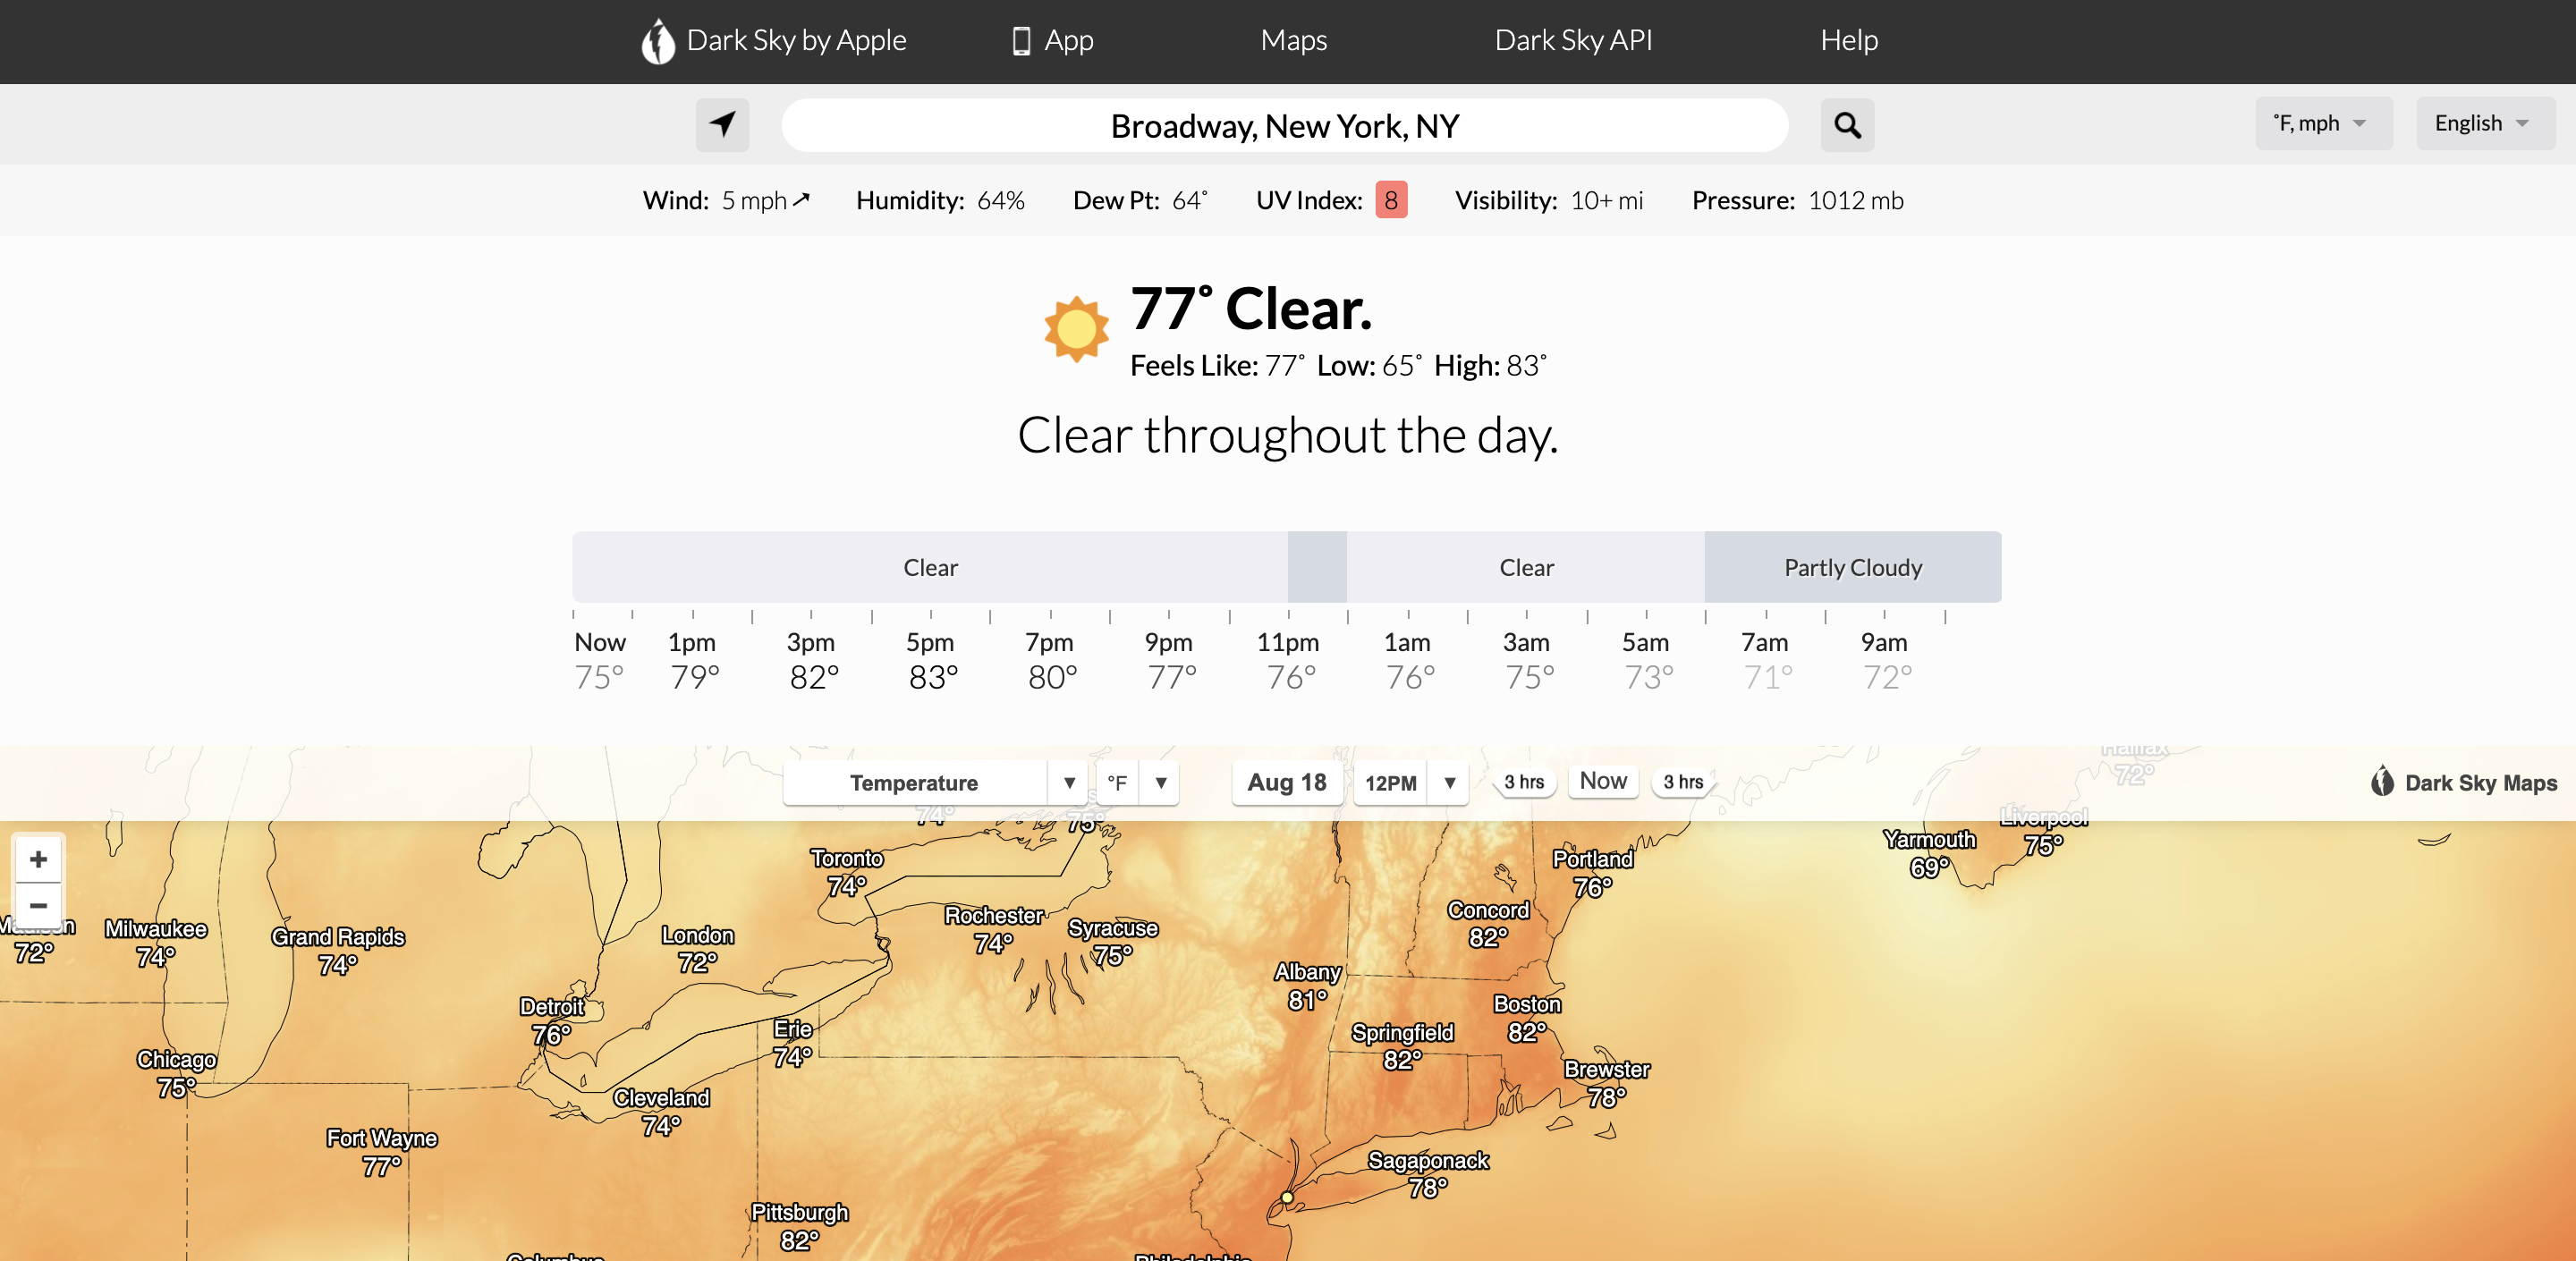 Dark Sky by Apple App Maps Dark Sky API Help
Broadway, New York, NY ˚F, mph English
Wind: 5 mph Humidity: 64% Dew Pt: 64˚ UV Index: 8 Visibility: 10+ mi Pressure: 1012 mb
77˚ Clear.
Feels Like: 77˚ Low: 65˚ High: 83˚
Clear throughout the day.
Clear Clear Partly Cloudy
Now 1pm 3pm 5pm 7pm 9pm 11pm 1am 3am 5am 7am 9am
75° 79° 82° 83° 80° 77° 76° 76° 75° 73° 71° 72°
Halifax
72°
Temperature ▼ °F ▼ Aug 18 12PM ▼ 3 hrs Now 3 hrs Dark Sky Maps
74°
75°
Liverpool
75°
Yarmouth
69°
+
−
Toronto
74°
Portland
76°
Concord
82°
Rochester
74°
Syracuse
75°
Madison
72°
Milwaukee
74°
Grand Rapids
74°
London
72°
Albany
81°
Detroit
76°
Boston
82°
Erie
74°
Springfield
82°
Chicago
75°
Brewster
78°
Cleveland
74°
Fort Wayne
77°
Sagaponack
78°
Pittsburgh
82°
Columbus
Philadelphia